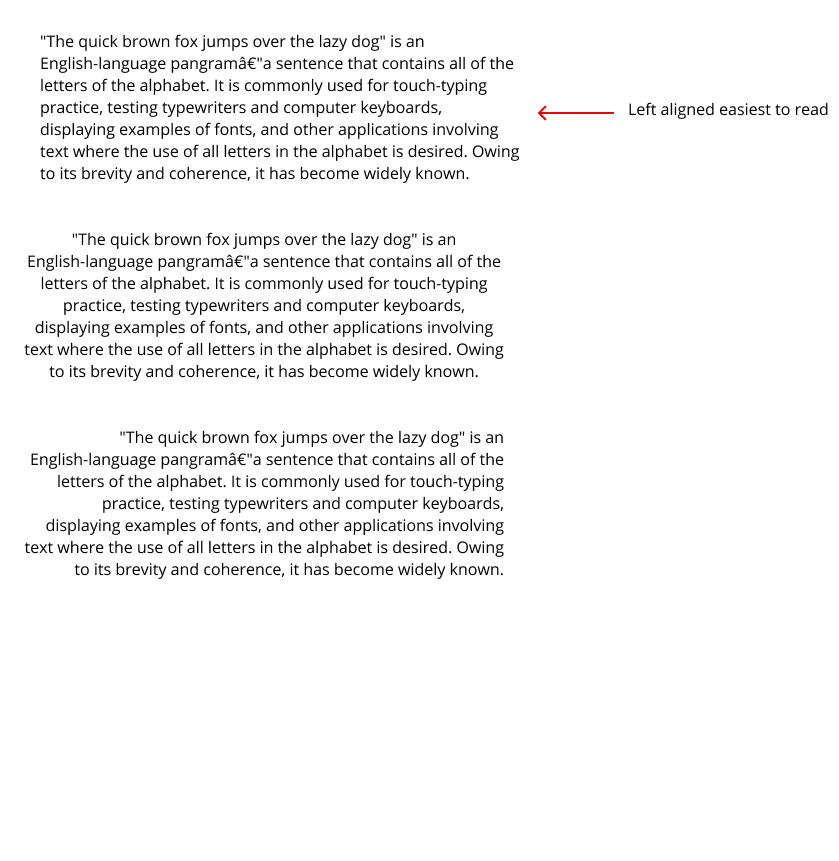 "The quick brown fox jumps over the lazy dog" is an
English-language pangramâ€"a sentence that contains all of the
letters of the alphabet. It is commonly used for touch-typing
practice, testing typewriters and computer keyboards,
displaying examples of fonts, and other applications involving
text where the use of all letters in the alphabet is desired. Owing
to its brevity and coherence, it has become widely known.
Left aligned easiest to read
"The quick brown fox jumps over the lazy dog" is an
English-language pangramâ€"a sentence that contains all of the
letters of the alphabet. It is commonly used for touch-typing
practice, testing typewriters and computer keyboards,
displaying examples of fonts, and other applications involving
text where the use of all letters in the alphabet is desired. Owing
to its brevity and coherence, it has become widely known.
"The quick brown fox jumps over the lazy dog" is an
English-language pangramâ€"a sentence that contains all of the
letters of the alphabet. It is commonly used for touch-typing
practice, testing typewriters and computer keyboards,
displaying examples of fonts, and other applications involving
text where the use of all letters in the alphabet is desired. Owing
to its brevity and coherence, it has become widely known.